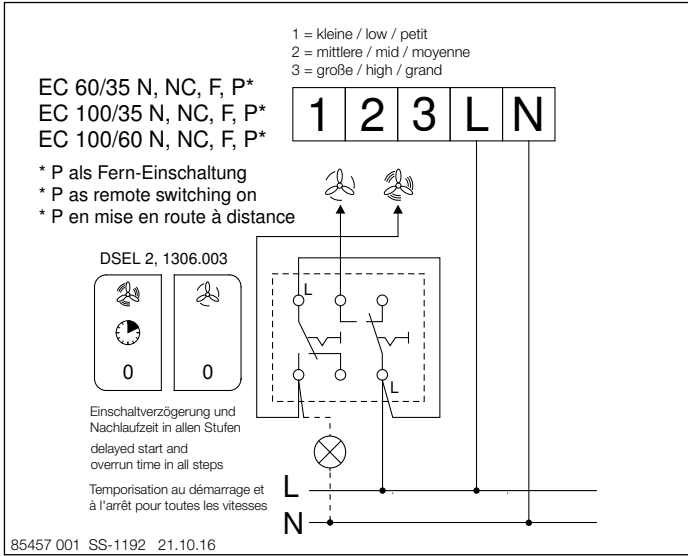 1 = kleine / low / petit
2 = mittlere / mid / moyenne
3 = große / high / grand
EC 60/35 N, NC, F, P*
EC 100/35 N, NC, F, P*
EC 100/60 N, NC, F, P*
1 2 3 L N
* P als Fern-Einschaltung
* P as remote switching on
* P en mise en route à distance
DSEL 2, 1306.003
L
0 0
L
Einschaltverzögerung und
Nachlaufzeit in allen Stufen
delayed start and
overrun time in all steps
Temporisation au démarrage et
à l'arrêt pour toutes les vitesses
L
N
85457 001 SS-1192 21.10.16